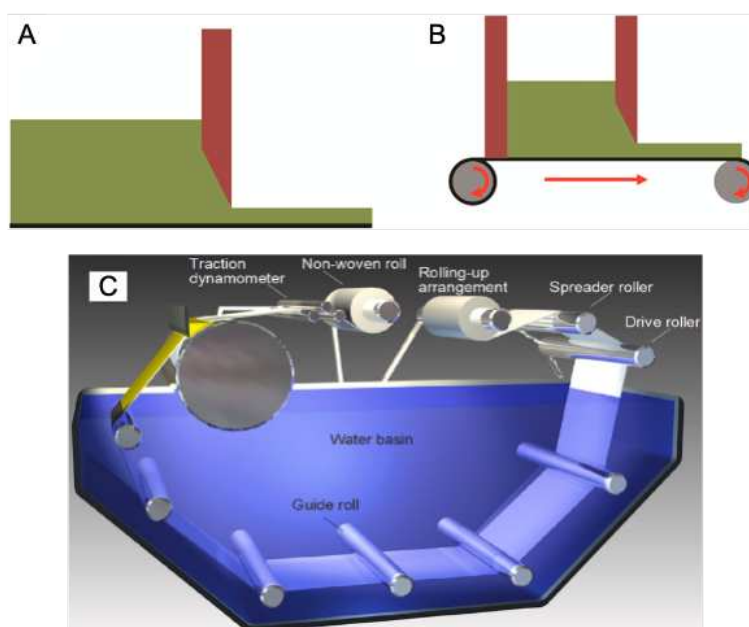 A
B
C
Traction
dynamometer
Non-woven roll
Rolling-up
arrangement
Spreader roller
Drive roller
Water basin
Guide roll